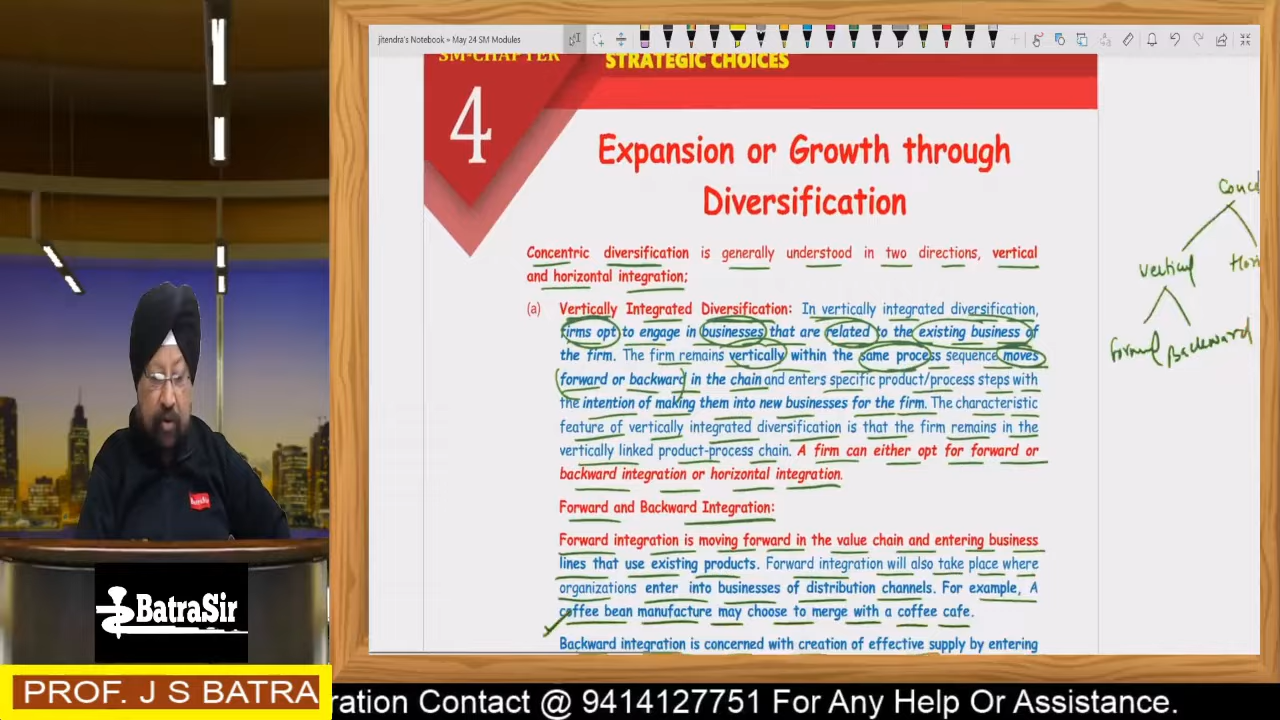 jitendra's Notebook » May 24 SM Modules
SM-CHAPTER
STRATEGIC CHOICES
4
Expansion or Growth through
Diversification
Concentric diversification is generally understood in two directions, vertical
and horizontal integration;
(a) Vertically Integrated Diversification: In vertically integrated diversification,
firms opt to engage in businesses that are related to the existing business of
the firm. The firm remains vertically within the same process sequence moves
forward or backward in the chain and enters specific product/process steps with
the intention of making them into new businesses for the firm. The characteristic
feature of vertically integrated diversification is that the firm remains in the
vertically linked product-process chain. A firm can either opt for forward or
backward integration or horizontal integration.
Forward and Backward Integration:
Forward integration is moving forward in the value chain and entering business
lines that use existing products. Forward integration will also take place where
organizations enter into businesses of distribution channels. For example, A
coffee bean manufacture may choose to merge with a coffee cafe.
Backward integration is concerned with creation of effective supply by entering
Conce
Vertical Hori
Backward
BatraSir
PROF. J S BATRA
ration Contact @ 9414127751 For Any Help Or Assistance.